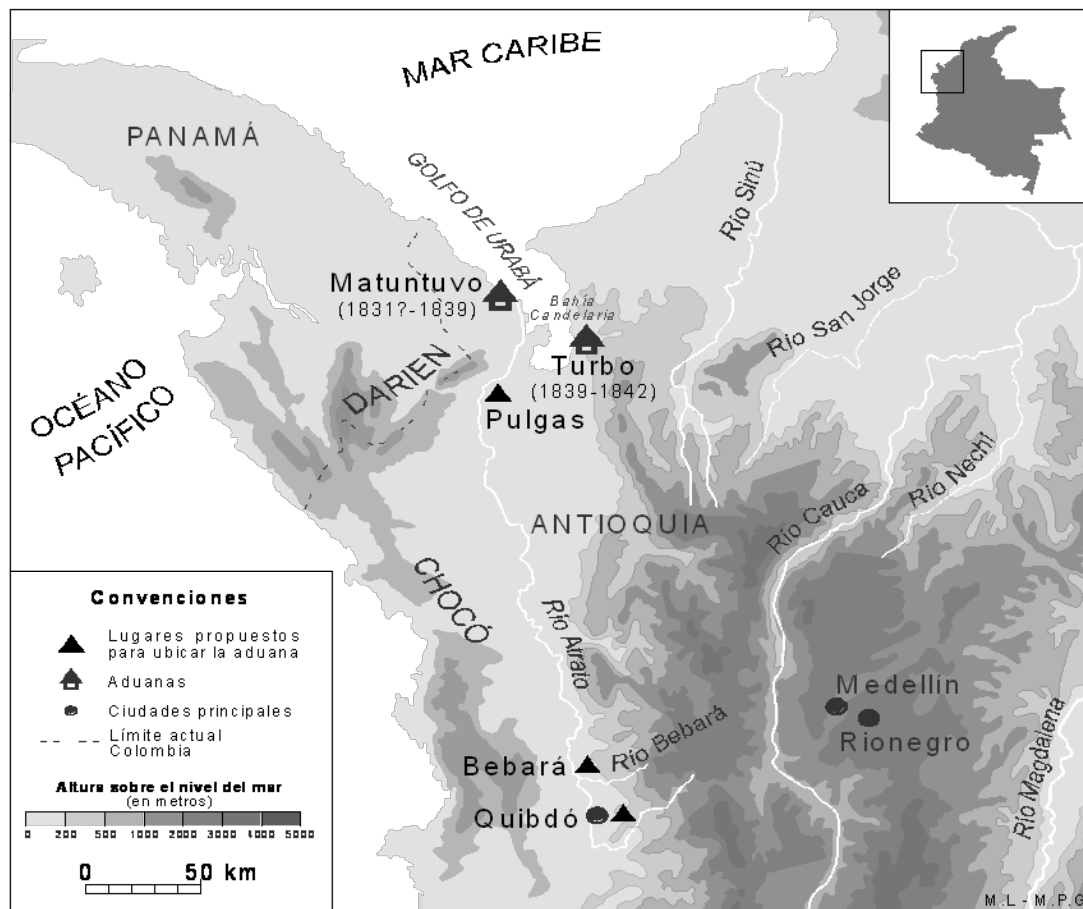 MAR CARIBE
PANAMÁ
GOLFO DE URABÁ
Río Sinú
Matuntuvo
(1831?-1839)
Bahía
Candelaria
Río San Jorge
Turbo
(1839-1842)
DARIEN
OCÉANO
PACÍFICO
Pulgas
Río Nechí
Río Cauca
ANTIOQUIA
CHOCÓ
Río Atrato
Medellín
Rionegro
Río Bebará
Bebará
Río Magdalena
Quibdó
Convenciones
Lugares propuestos
para ubicar la aduana
Aduanas
Ciudades principales
Límite actual
Colombia
Altura sobre el nivel del mar
(en metros)
0 200 500 1000 2000 3000 4000 5000
0 50 km
M.L - M.P.G